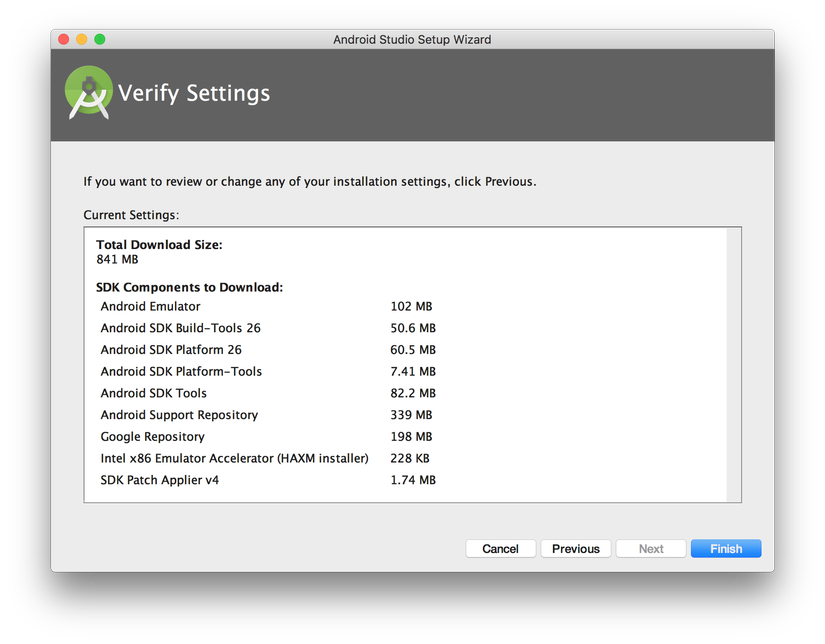 Android Studio Setup Wizard
Verify Settings
If you want to review or change any of your installation settings, click Previous.
Current Settings:
Total Download Size:
841 MB
SDK Components to Download:
Android Emulator 102 MB
Android SDK Build-Tools 26 50.6 MB
Android SDK Platform 26 60.5 MB
Android SDK Platform-Tools 7.41 MB
Android SDK Tools 82.2 MB
Android Support Repository 339 MB
Google Repository 198 MB
Intel x86 Emulator Accelerator (HAXM installer) 228 KB
SDK Patch Applier v4 1.74 MB
Cancel Previous Next Finish